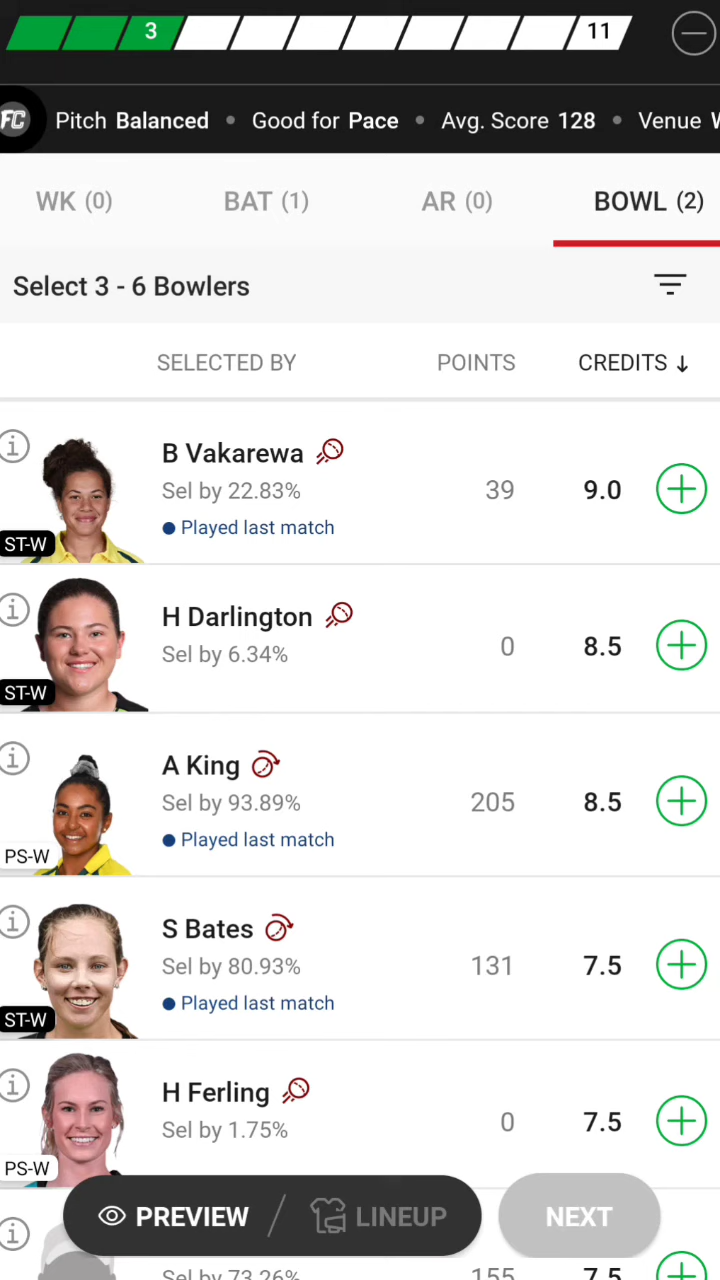 3
11
FC
Pitch Balanced • Good for Pace • Avg. Score 128 • Venue
WK (0)
BAT (1)
AR (0)
BOWL (2)
Select 3 - 6 Bowlers
SELECTED BY
POINTS
CREDITS ↓
B Vakarewa
Sel by 22.83%
39
9.0
Played last match
ST-W
H Darlington
Sel by 6.34%
0
8.5
ST-W
A King
Sel by 93.89%
205
8.5
Played last match
PS-W
S Bates
Sel by 80.93%
131
7.5
Played last match
ST-W
H Ferling
Sel by 1.75%
0
7.5
PS-W
PREVIEW / LINEUP
NEXT
Sel by 73.26%
155
7.5